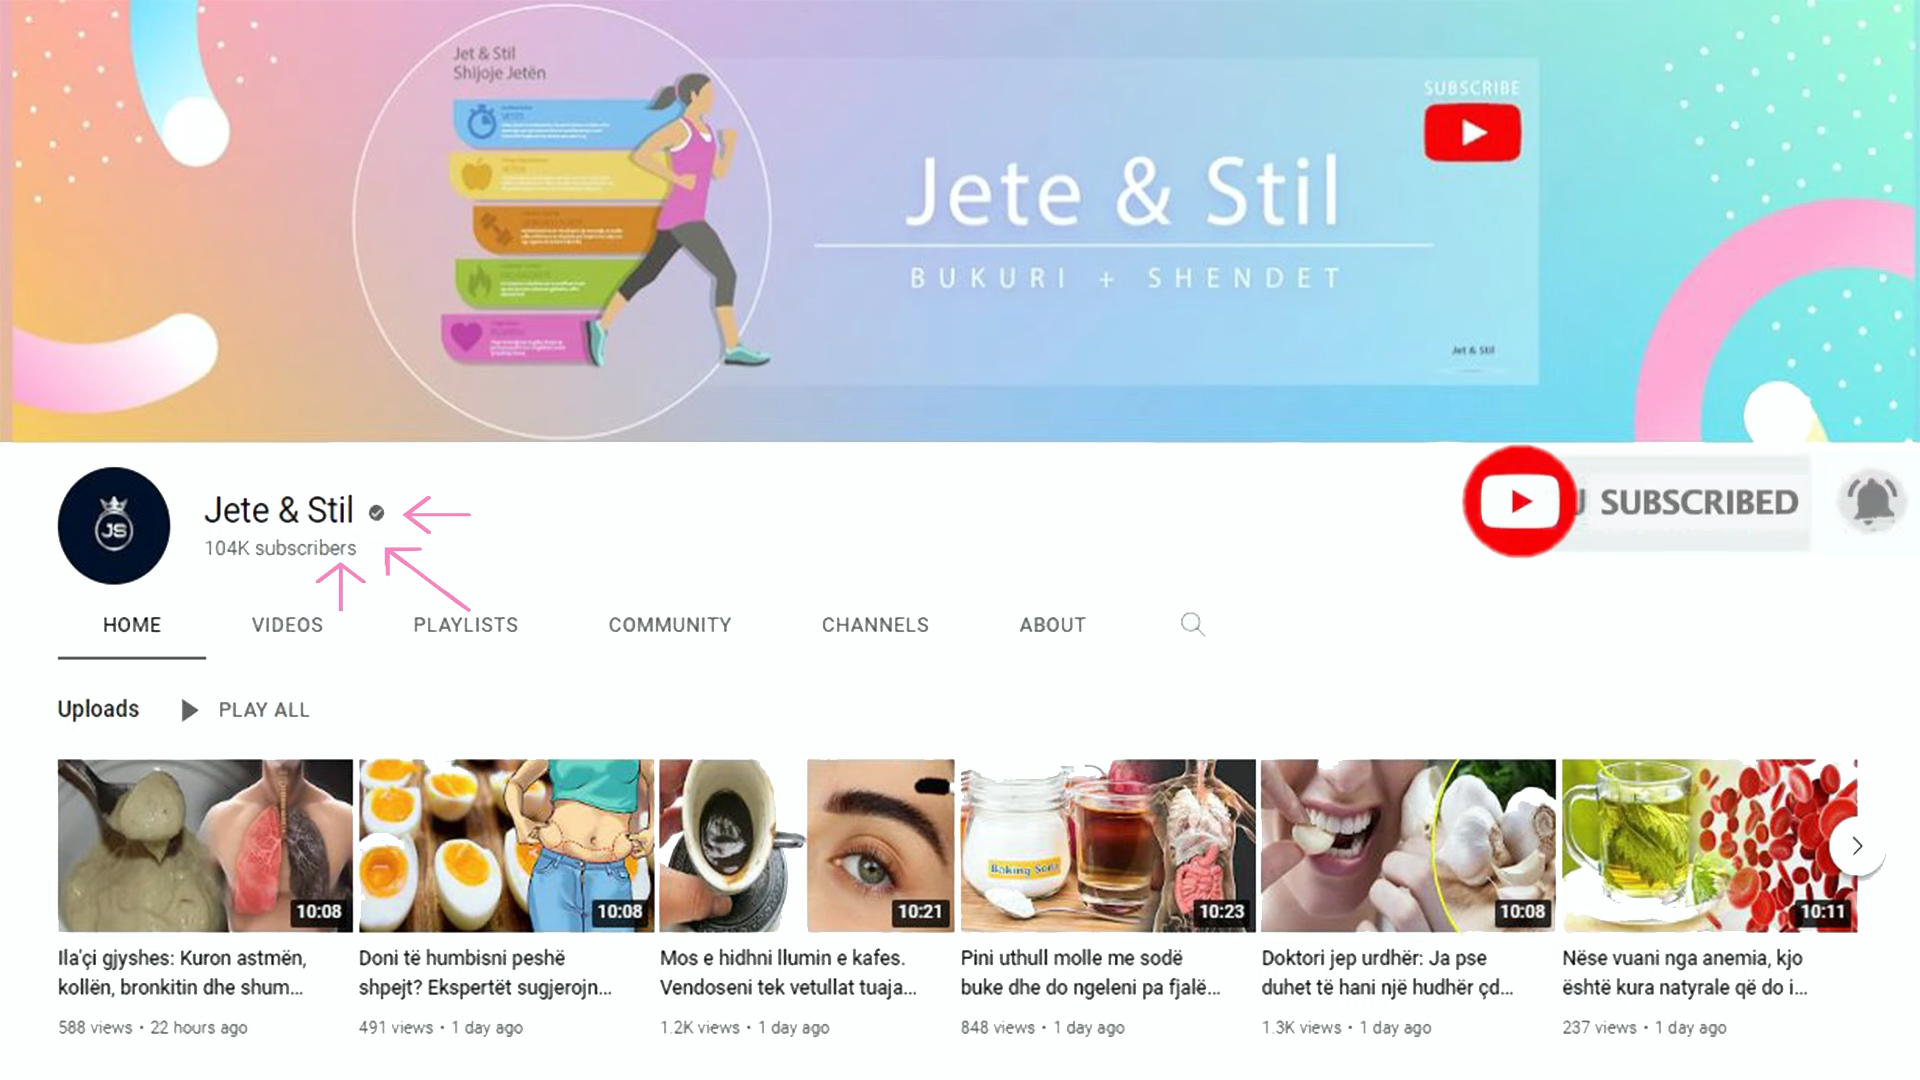 Jet & Stil
Shijoje Jetën
SUBSCRIBE
Jete & Stil
BUKURI + SHENDET
Jet & Stil
JS
Jete & Stil
104K subscribers
SUBSCRIBED
HOME VIDEOS PLAYLISTS COMMUNITY CHANNELS ABOUT
Uploads PLAY ALL
Baking Soda
10:08 10:08 10:21 10:23 10:08 10:11
Ila'çi gjyshes: Kuron astmën,
kollën, bronkitin dhe shum...
588 views • 22 hours ago
Doni të humbisni peshë
shpejt? Ekspertët sugjerojn...
491 views • 1 day ago
Mos e hidhni llumin e kafes.
Vendoseni tek vetullat tuaja...
1.2K views • 1 day ago
Pini uthull molle me sodë
buke dhe do ngeleni pa fjalë...
848 views • 1 day ago
Doktori jep urdhër: Ja pse
duhet të hani një hudhër çd...
1.3K views • 1 day ago
Nëse vuani nga anemia, kjo
është kura natyrale që do i...
237 views • 1 day ago